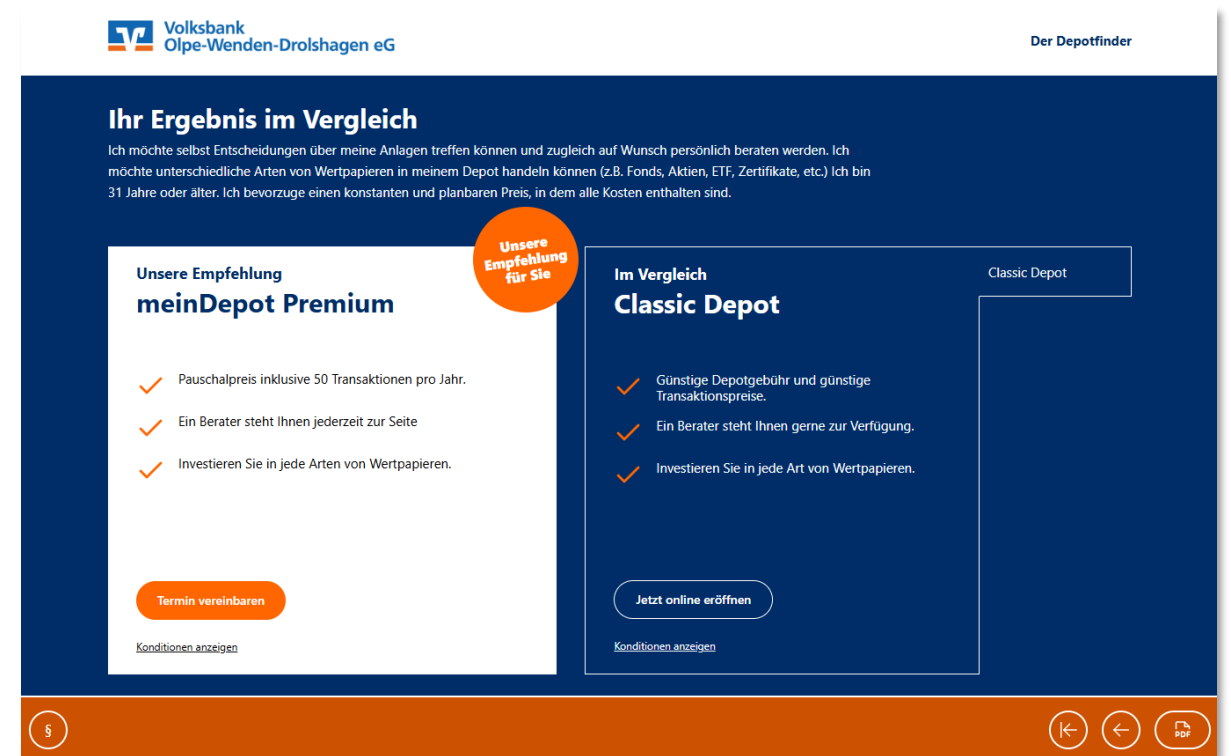 Volksbank
Olpe-Wenden-Drolshagen eG
Der Depotfinder
Ihr Ergebnis im Vergleich
Ich möchte selbst Entscheidungen über meine Anlagen treffen können und zugleich auf Wunsch persönlich beraten werden. Ich
möchte unterschiedliche Arten von Wertpapieren in meinem Depot handeln können (z.B. Fonds, Aktien, ETF, Zertifikate, etc.) Ich bin
31 Jahre oder älter. Ich bevorzuge einen konstanten und planbaren Preis, in dem alle Kosten enthalten sind.
Unsere
Empfehlung
für Sie
Unsere Empfehlung
meinDepot Premium
Pauschalpreis inklusive 50 Transaktionen pro Jahr.
Ein Berater steht Ihnen jederzeit zur Seite
Investieren Sie in jede Arten von Wertpapieren.
Termin vereinbaren
Konditionen anzeigen
Im Vergleich
Classic Depot
Classic Depot
Günstige Depotgebühr und günstige
Transaktionspreise.
Ein Berater steht Ihnen gerne zur Verfügung.
Investieren Sie in jede Art von Wertpapieren.
Jetzt online eröffnen
Konditionen anzeigen
§
PDF